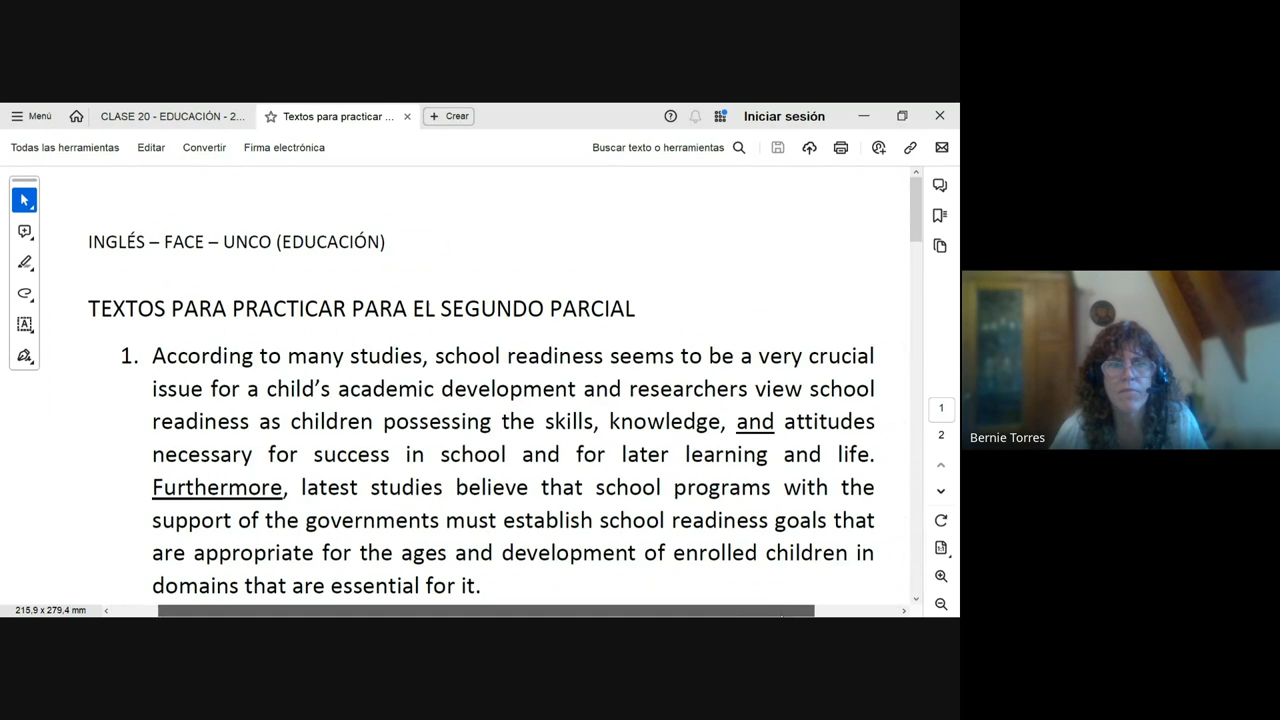 Menú
CLASE 20 - EDUCACIÓN - 2...
Textos para practicar ...
Crear
Iniciar sesión
Todas las herramientas
Editar
Convertir
Firma electrónica
Buscar texto o herramientas
INGLÉS – FACE – UNCO (EDUCACIÓN)
TEXTOS PARA PRACTICAR PARA EL SEGUNDO PARCIAL
1. According to many studies, school readiness seems to be a very crucial
issue for a child’s academic development and researchers view school
readiness as children possessing the skills, knowledge, and attitudes
necessary for success in school and for later learning and life.
Furthermore, latest studies believe that school programs with the
support of the governments must establish school readiness goals that
are appropriate for the ages and development of enrolled children in
domains that are essential for it.
1
2
215,9 x 279,4 mm
Bernie Torres